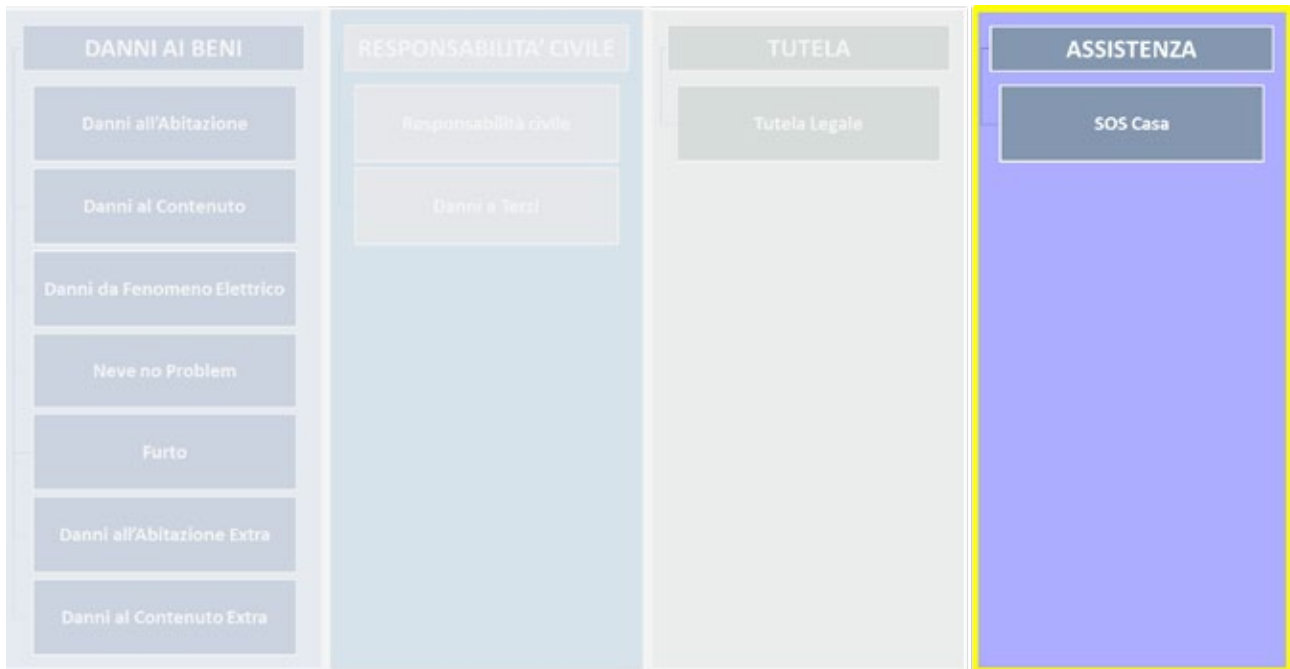 DANNI AI BENI
Danni all'Abitazione
Danni al Contenuto
Danni da Fenomeno Elettrico
Neve no Problem
Furto
Danni all'Abitazione Extra
Danni al Contenuto Extra
RESPONSABILITA' CIVILE
Responsabilità civile
Danni a Terzi
TUTELA
Tutela Legale
ASSISTENZA
SOS Casa